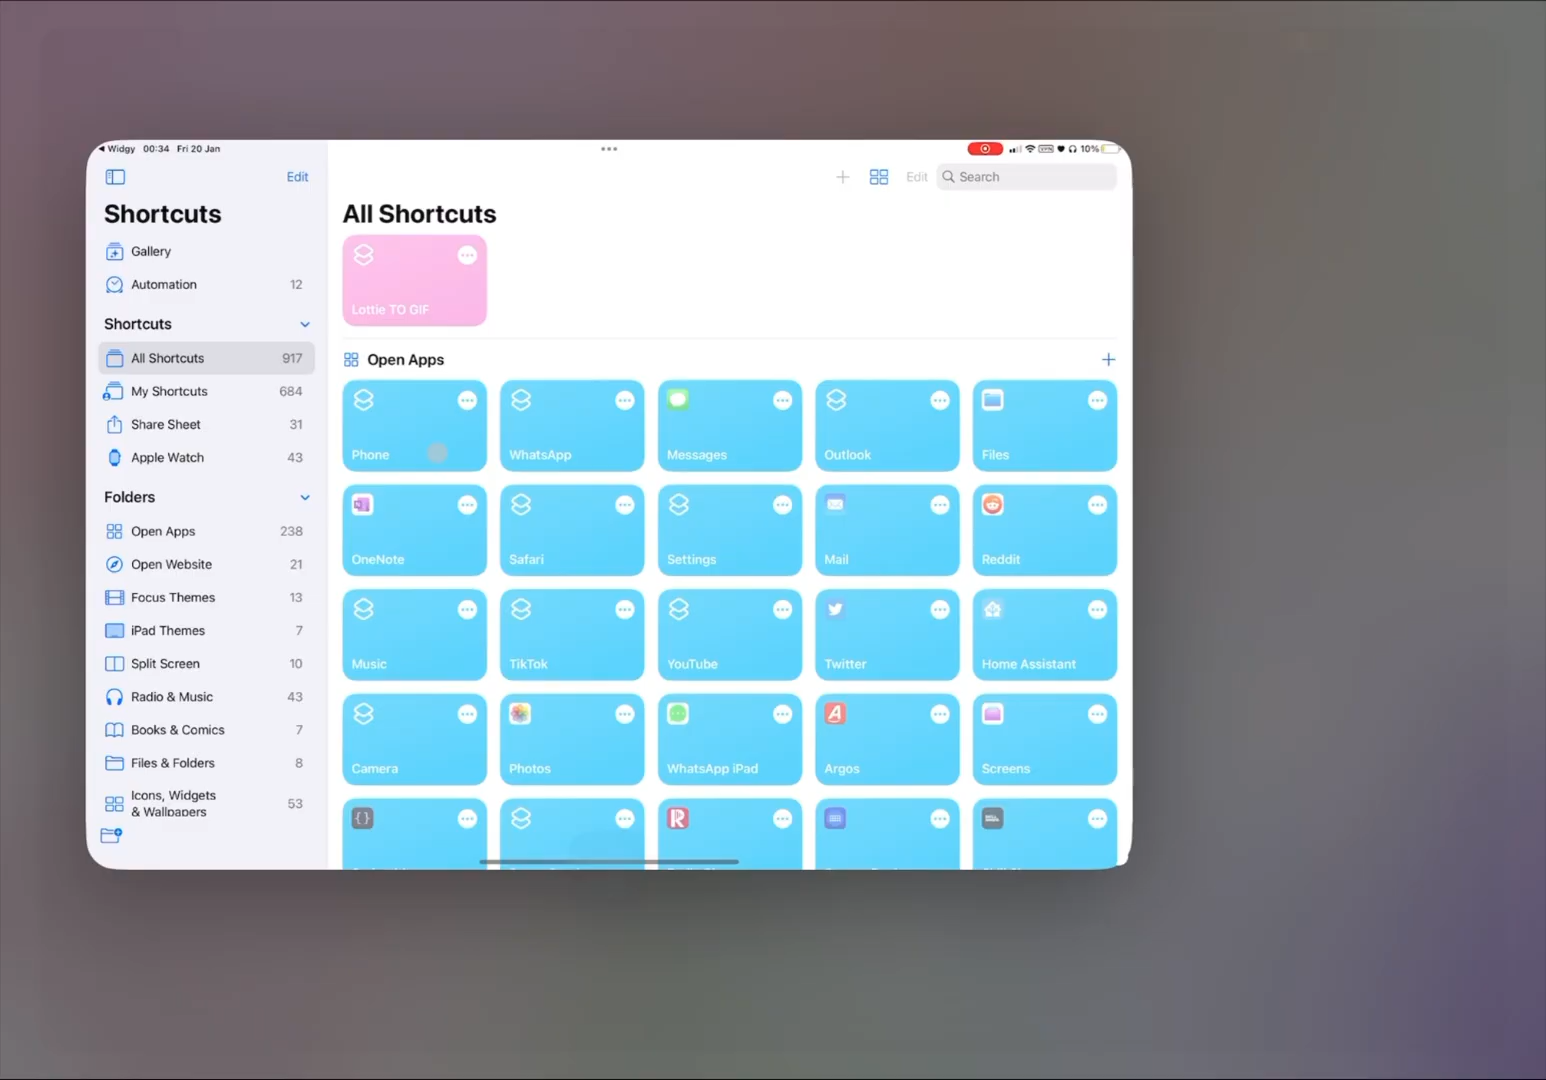 ◀ Widgy 00:34 Fri 20 Jan
VPN 10%
Edit
Edit
Search
Shortcuts
Gallery
Automation 12
Shortcuts
All Shortcuts 917
My Shortcuts 684
Share Sheet 31
Apple Watch 43
Folders
Open Apps 238
Open Website 21
Focus Themes 13
iPad Themes 7
Split Screen 10
Radio & Music 43
Books & Comics 7
Files & Folders 8
Icons, Widgets
& Wallpapers 53
All Shortcuts
Lottie TO GIF
Open Apps
Phone WhatsApp Messages Outlook Files
OneNote Safari Settings Mail Reddit
Music TikTok YouTube Twitter Home Assistant
Camera Photos WhatsApp iPad Argos Screens